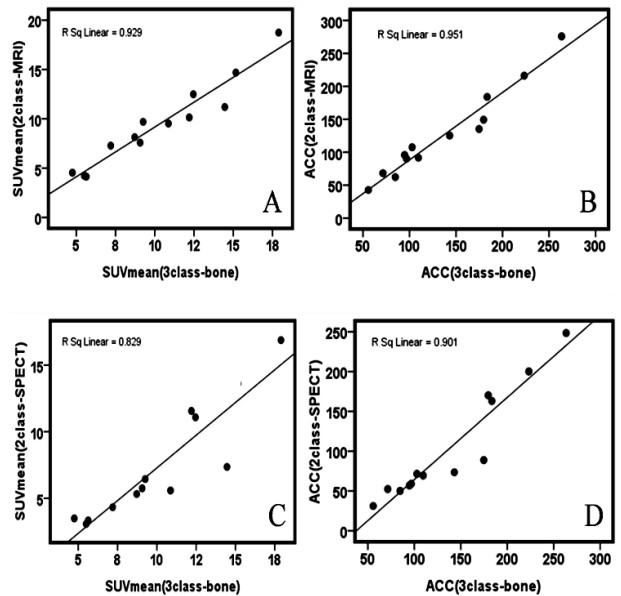 R Sq Linear = 0.929
SUVmean(2class-MRI)
20
15
10
5
0
A
5 8 10 12 15 18
SUVmean(3class-bone)
R Sq Linear = 0.951
ACC(2class-MRI)
300
250
200
150
100
50
0
B
50 100 150 200 250 300
ACC(3class-bone)
R Sq Linear = 0.829
SUVmean(2class-SPECT)
15
10
5
C
5 8 10 12 15 18
SUVmean(3class-bone)
R Sq Linear = 0.901
ACC(2class-SPECT)
250
200
150
100
50
0
D
50 100 150 200 250 300
ACC(3class-bone)